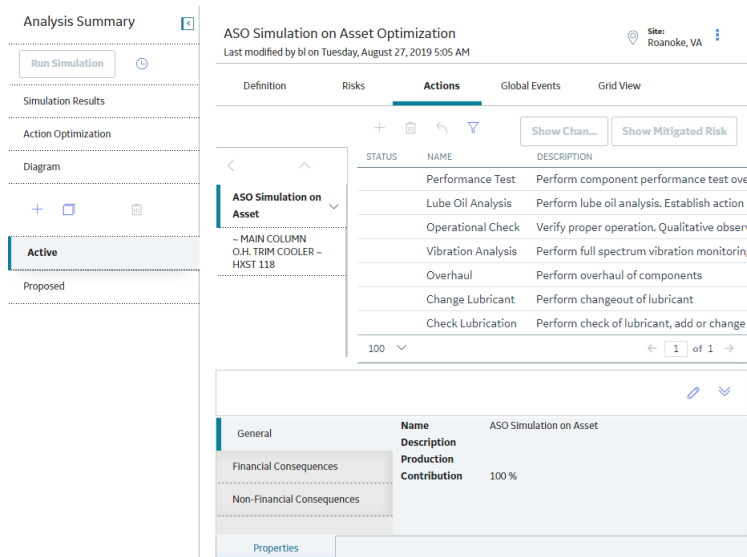 Analysis Summary
Run Simulation
Simulation Results
Action Optimization
Diagram
Active
Proposed
ASO Simulation on Asset Optimization
Last modified by bl on Tuesday, August 27, 2019 5:05 AM
Site:
Roanoke, VA
Definition Risks Actions Global Events Grid View
Show Chan... Show Mitigated Risk
ASO Simulation on
Asset
~ MAIN COLUMN
O.H. TRIM COOLER ~
HXST 118
STATUS NAME DESCRIPTION
Performance Test Perform component performance test ove
Lube Oil Analysis Perform lube oil analysis. Establish action
Operational Check Verify proper operation. Qualitative observ
Vibration Analysis Perform full spectrum vibration monitoring
Overhaul Perform overhaul of components
Change Lubricant Perform changeout of lubricant
Check Lubrication Perform check of lubricant, add or change
100 1 of 1
General
Financial Consequences
Non-Financial Consequences
Name ASO Simulation on Asset
Description
Production
Contribution 100 %
Properties